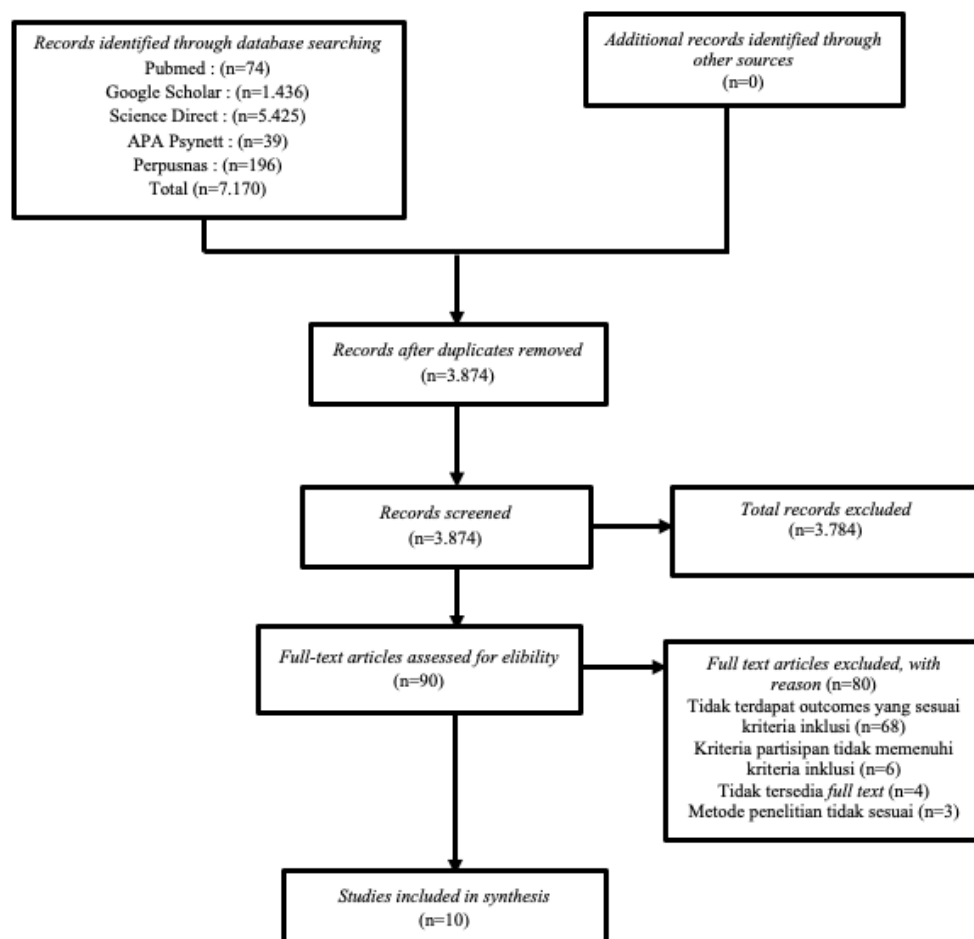 Records identified through database searching
Pubmed : (n=74)
Google Scholar : (n=1.436)
Science Direct : (n=5.425)
APA Psynett : (n=39)
Perpusnas : (n=196)
Total (n=7.170)
Additional records identified through
other sources
(n=0)
Records after duplicates removed
(n=3.874)
Records screened
(n=3.874)
Total records excluded
(n=3.784)
Full-text articles assessed for elibility
(n=90)
Full text articles excluded, with
reason (n=80)
Tidak terdapat outcomes yang sesuai
kriteria inklusi (n=68)
Kriteria partisipan tidak memenuhi
kriteria inklusi (n=6)
Tidak tersedia full text (n=4)
Metode penelitian tidak sesuai (n=3)
Studies included in synthesis
(n=10)